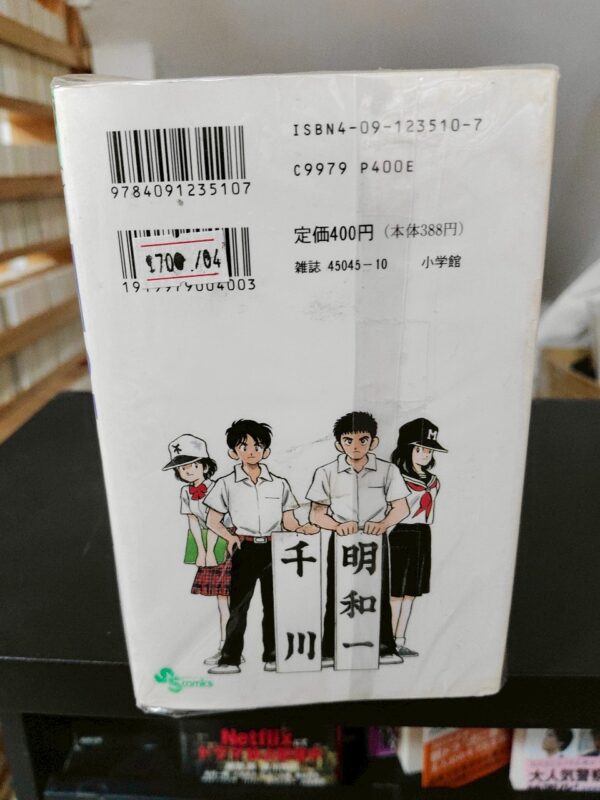 ISBN4-09-123510-7
9784091235107
C9979 P400E
定価400円(本体388円)
雑誌 45045-10 小学館
1919979004003
M
千川
明和一
comics
Netflix
大人気警察